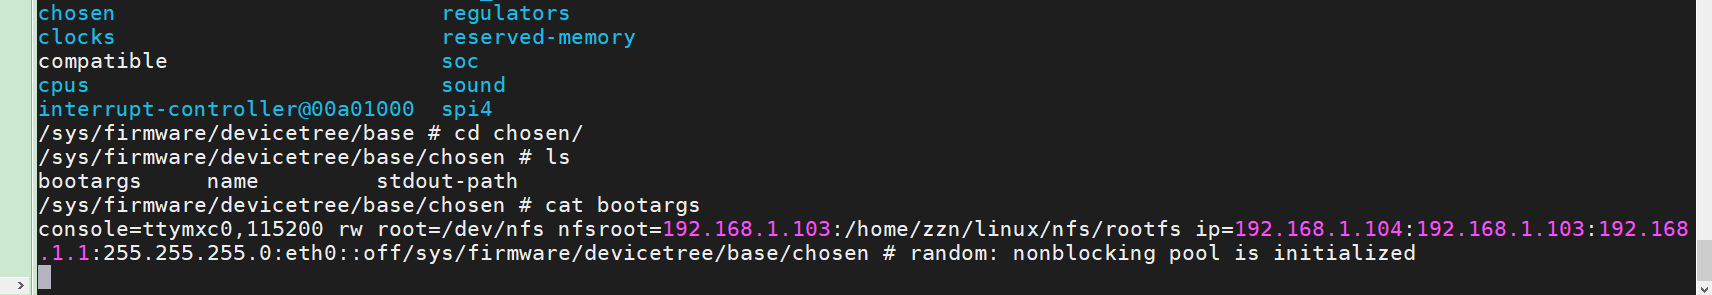 chosen regulators
clocks reserved-memory
compatible soc
cpus sound
interrupt-controller@00a01000 spi4
/sys/firmware/devicetree/base # cd chosen/
/sys/firmware/devicetree/base/chosen # ls
bootargs name stdout-path
/sys/firmware/devicetree/base/chosen # cat bootargs
console=ttymxc0,115200 rw root=/dev/nfs nfsroot=192.168.1.103:/home/zzn/linux/nfs/rootfs ip=192.168.1.104:192.168.1.103:192.168
.1.1:255.255.255.0:eth0::off/sys/firmware/devicetree/base/chosen # random: nonblocking pool is initialized